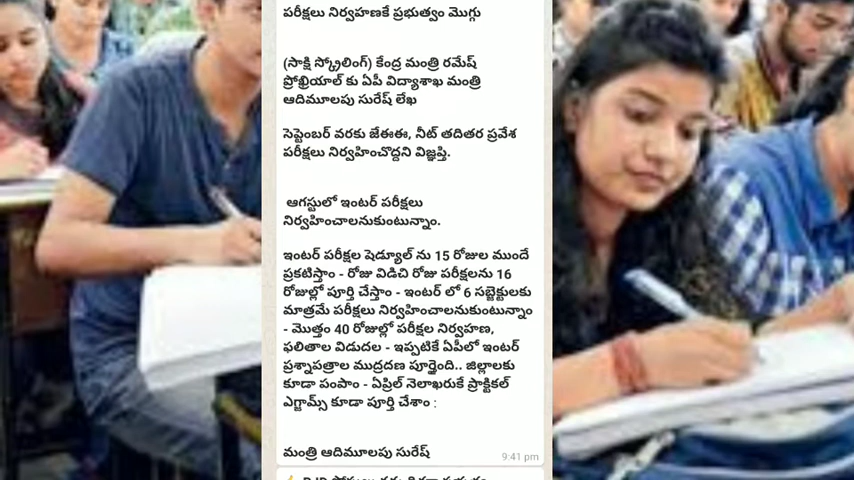 పరీక్షలు నిర్వహణకే ప్రభుత్వం మొగ్గు
(సాక్షి స్క్రోలింగ్) కేంద్ర మంత్రి రమేష్
ప్రోఖ్రియాల్ కు ఏపీ విద్యాశాఖ మంత్రి
ఆదిమూలపు సురేష్ లేఖ
సెప్టెంబర్ వరకు జేఈఈ, నీట్ తదితర ప్రవేశ
పరీక్షలు నిర్వహించొద్దని విజ్ఞప్తి.
ఆగస్టులో ఇంటర్ పరీక్షలు
నిర్వహించాలనుకుంటున్నాం.
ఇంటర్ పరీక్షల షెడ్యూల్ ను 15 రోజుల ముందే
ప్రకటిస్తాం - రోజు విడిచి రోజు పరీక్షలను 16
రోజుల్లో పూర్తి చేస్తాం - ఇంటర్ లో 6 సబ్జెక్టులకు
మాత్రమే పరీక్షలు నిర్వహించాలనుకుంటున్నాం
- మొత్తం 40 రోజుల్లో పరీక్షల నిర్వహణ,
ఫలితాల విడుదల - ఇప్పటికే ఏపీలో ఇంటర్
ప్రశ్నాపత్రాల ముద్రదణ పూర్తైంది.. జిల్లాలకు
కూడా పంపాం - ఏప్రిల్ నెలాఖరుకే ప్రాక్టికల్
ఎగ్జామ్స్ కూడా పూర్తి చేశాం :
మంత్రి ఆదిమూలపు సురేష్
9:41 pm